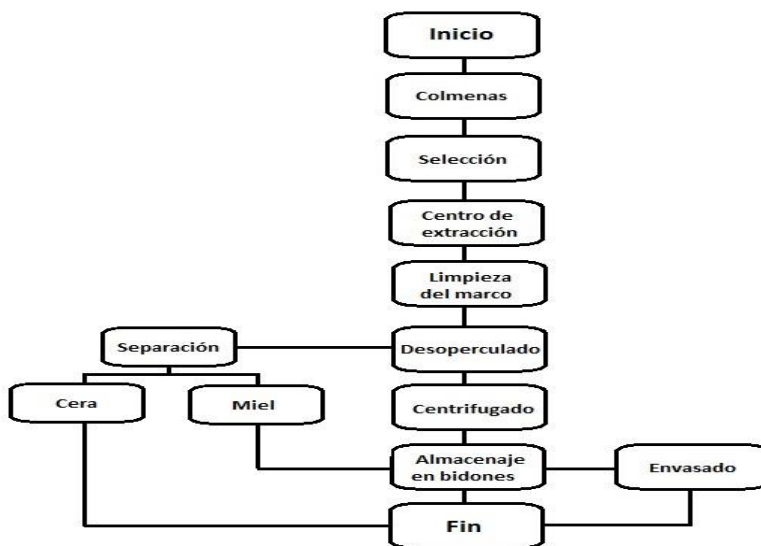 Inicio
Colmenas
Selección
Centro de
extracción
Limpieza
del marco
Separación
Desoperculado
Cera
Miel
Centrifugado
Almacenaje
en bidones
Envasado
Fin